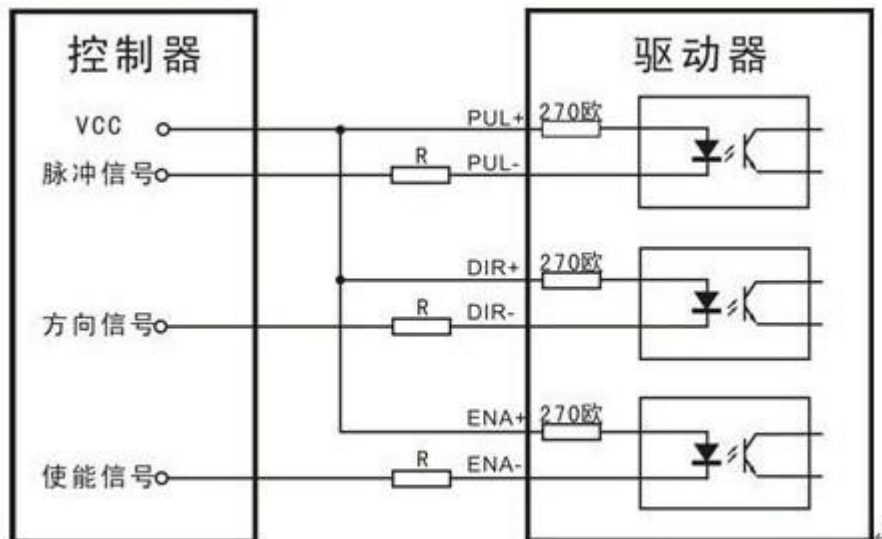 控制器
驱动器
VCC
PUL+
270欧
脉冲信号
R
PUL-
DIR+
270欧
方向信号
R
DIR-
ENA+
270欧
使能信号
R
ENA-